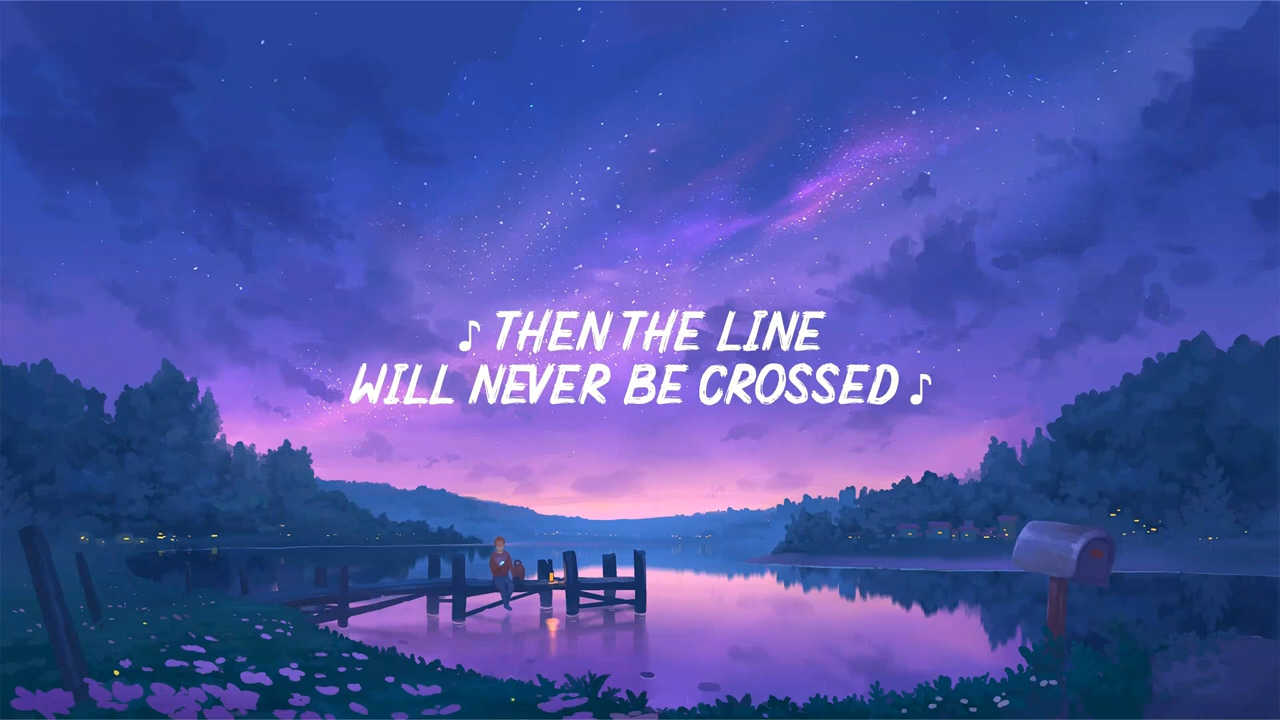 ♪ THEN THE LINE
WILL NEVER BE CROSSED ♪